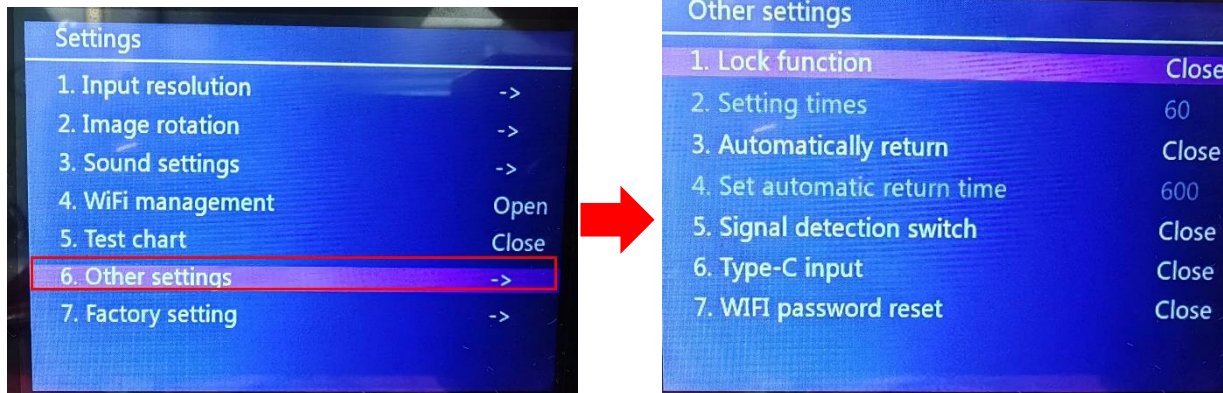 Settings
1. Input resolution ->
2. Image rotation ->
3. Sound settings ->
4. WiFi management Open
5. Test chart Close
6. Other settings ->
7. Factory setting ->
Other settings
1. Lock function Close
2. Setting times 60
3. Automatically return Close
4. Set automatic return time 600
5. Signal detection switch Close
6. Type-C input Close
7. WIFI password reset Close